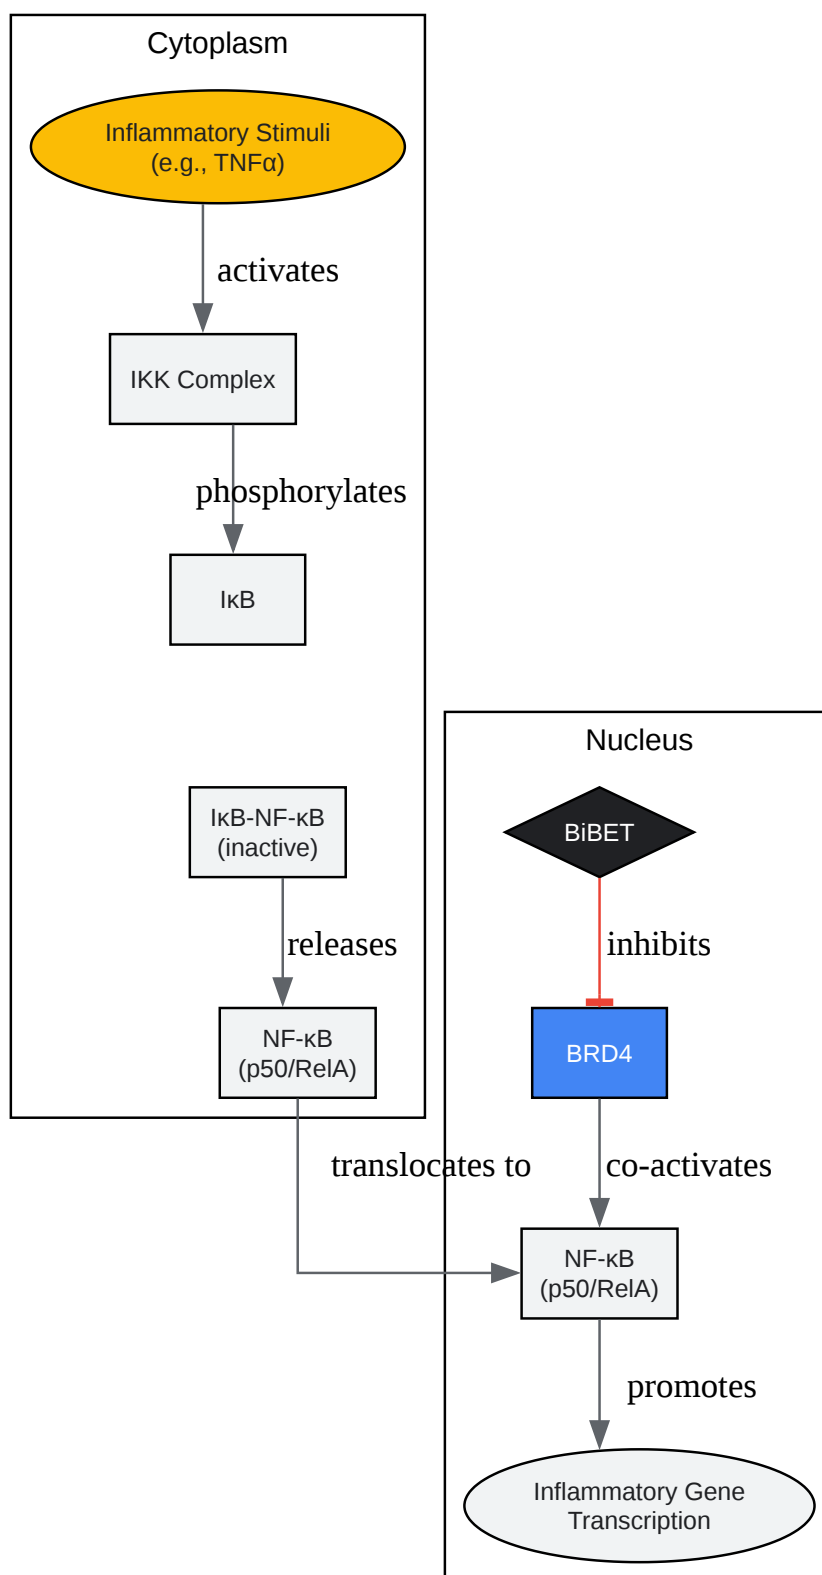 Cytoplasm
Inflammatory Stimuli
(e.g., TNFα)
activates
IKK Complex
phosphorylates
IκB
IκB-NF-κB
(inactive)
releases
NF-κB
(p50/RelA)
translocates to
Nucleus
BiBET
inhibits
BRD4
co-activates
NF-κB
(p50/RelA)
promotes
Inflammatory Gene
Transcription